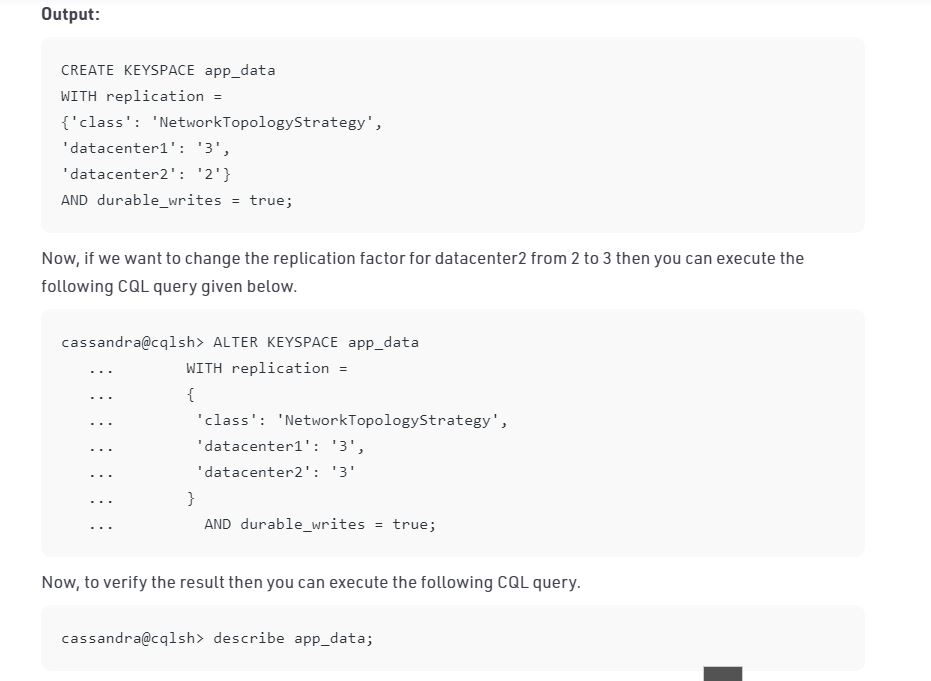 Output:
CREATE KEYSPACE app_data
WITH replication =
{'class': 'NetworkTopologyStrategy',
'datacenter1': '3',
'datacenter2': '2'}
AND durable_writes = true;
Now, if we want to change the replication factor for datacenter2 from 2 to 3 then you can execute the
following CQL query given below.
cassandra@cqlsh> ALTER KEYSPACE app_data
... WITH replication =
... {
... 'class': 'NetworkTopologyStrategy',
... 'datacenter1': '3',
... 'datacenter2': '3'
... }
... AND durable_writes = true;
Now, to verify the result then you can execute the following CQL query.
cassandra@cqlsh> describe app_data;